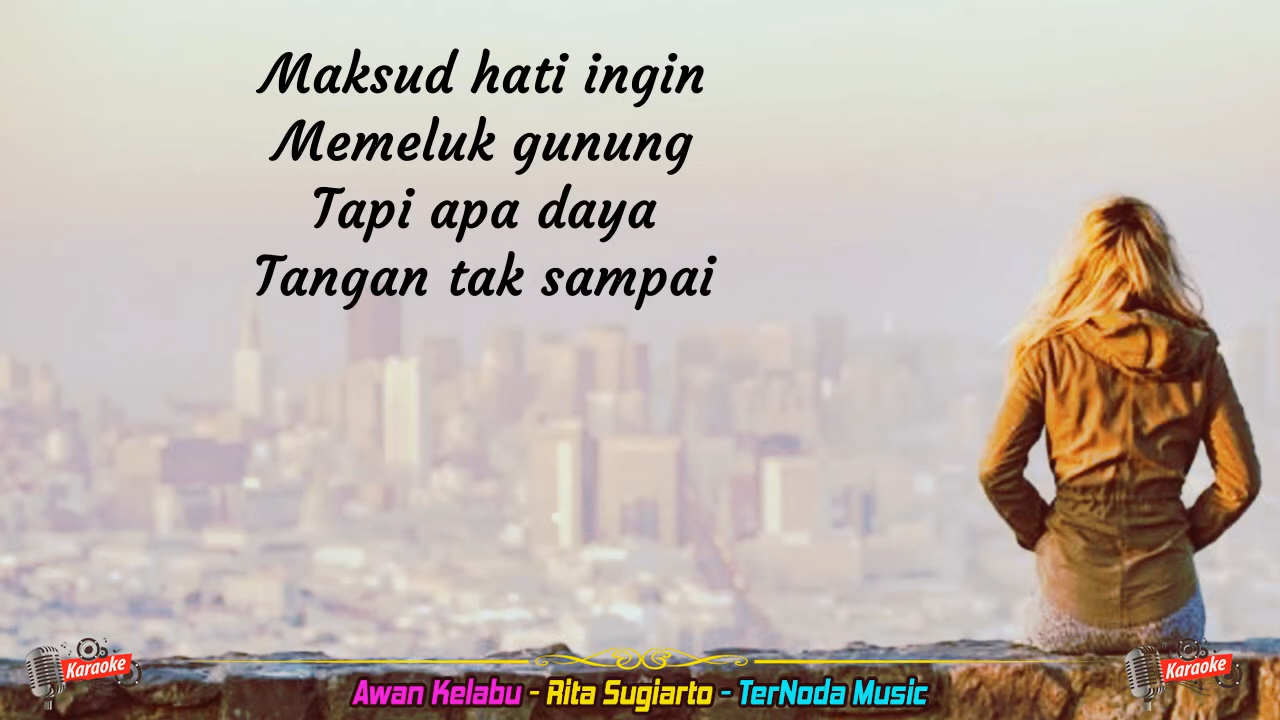 Maksud hati ingin
Memeluk gunung
Tapi apa daya
Tangan tak sampai
Karaoke
Karaoke
Awan Kelabu - Rita Sugiarto - TerNoda Music